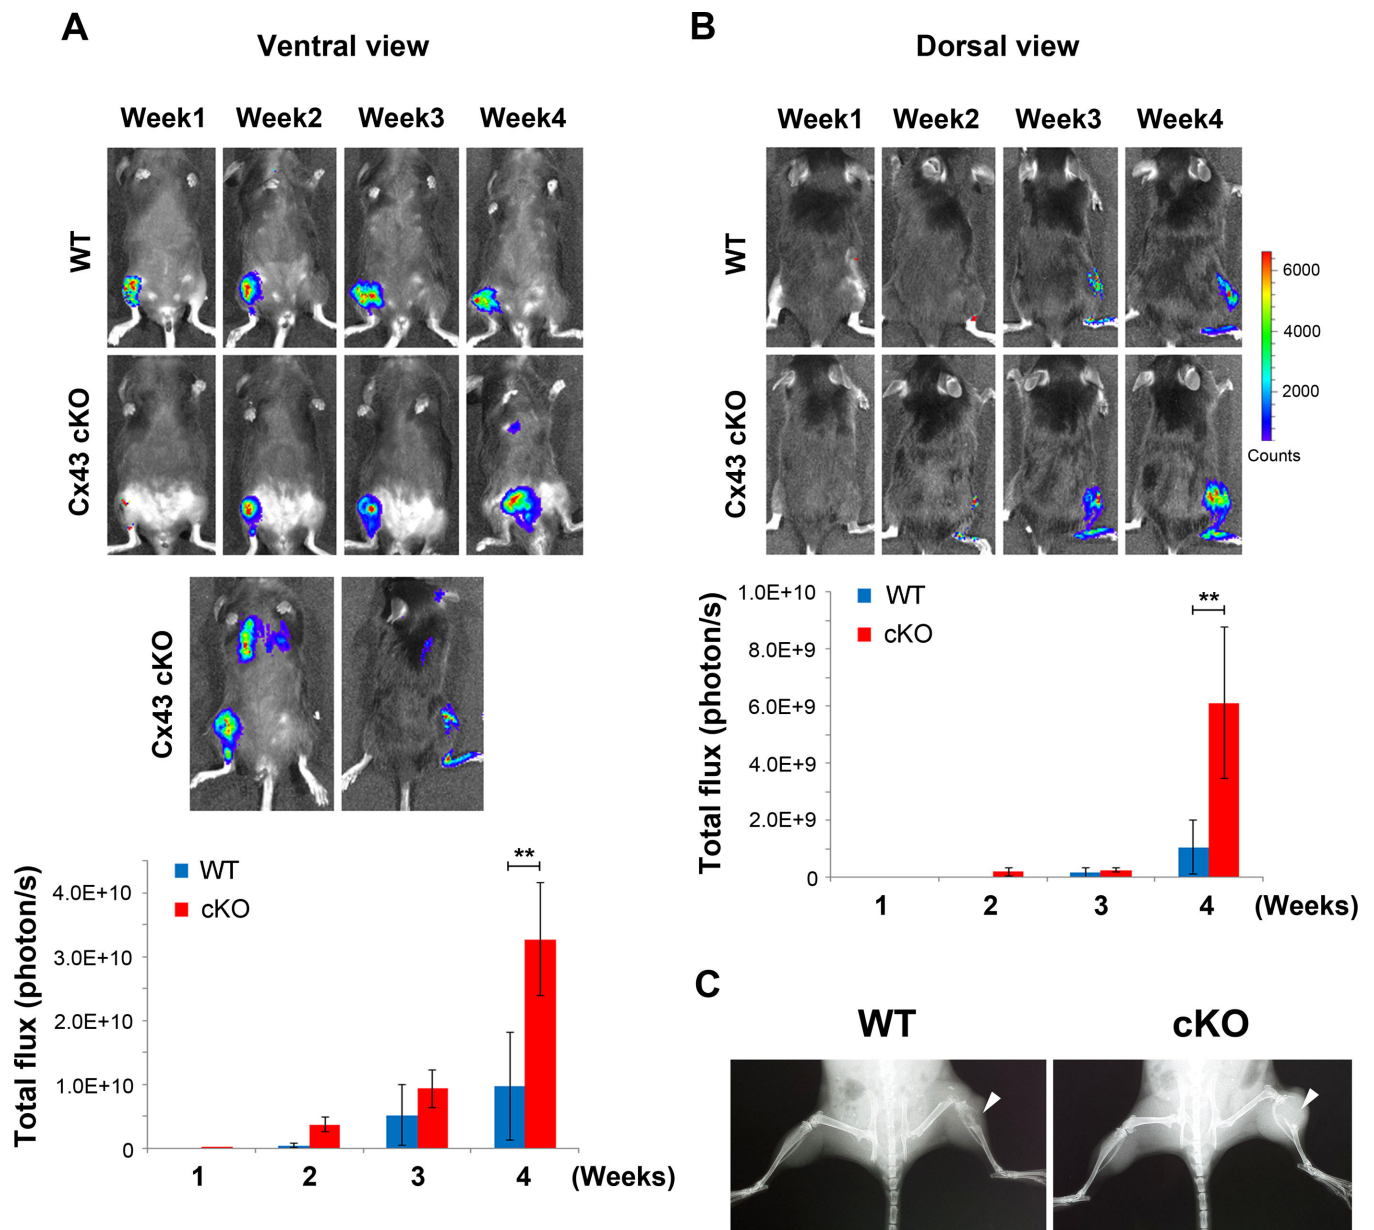 A
Ventral view
Week1 Week2 Week3 Week4
WT
Cx43 cKO
Cx43 cKO
Total flux (photon/s)
WT
cKO
**
4.0E+10
3.0E+10
2.0E+10
1.0E+10
0
1 2 3 4 (Weeks)
B
Dorsal view
Week1 Week2 Week3 Week4
WT
Cx43 cKO
6000
4000
2000
Counts
Total flux (photon/s)
WT
cKO
**
1.0E+10
8.0E+9
6.0E+9
4.0E+9
2.0E+9
0
1 2 3 4 (Weeks)
C
WT cKO